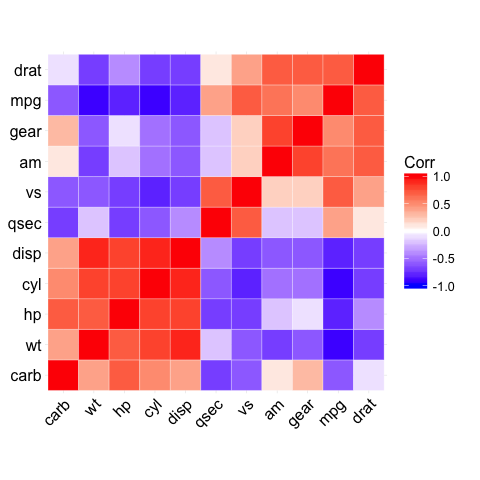 drat
mpg
gear
am
vs
qsec
disp
cyl
hp
wt
carb
carb wt hp cyl disp qsec vs am gear mpg drat
Corr
1.0
0.5
0.0
-0.5
-1.0